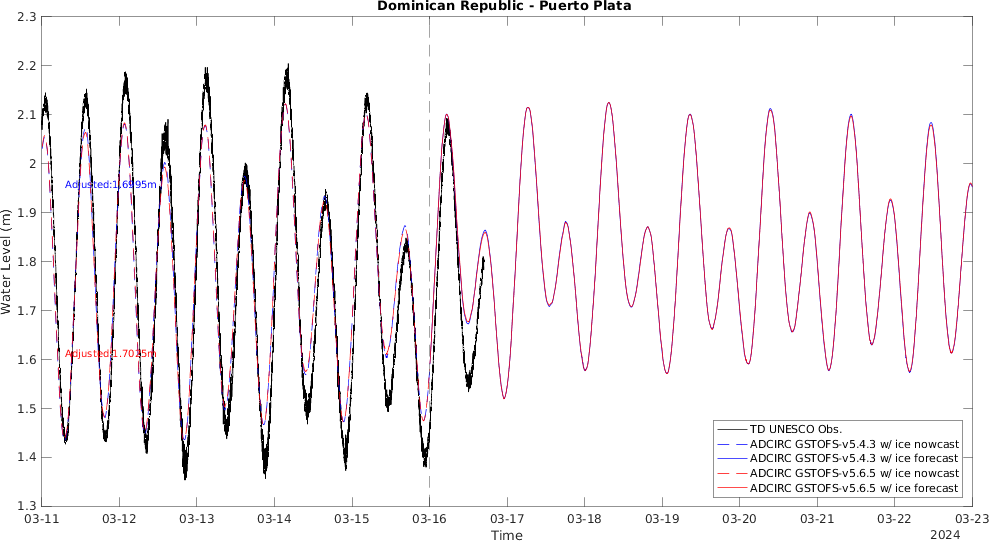 Dominican Republic - Puerto Plata
2.3
2.2
2.1
2
1.9
1.8
1.7
1.6
1.5
1.4
1.3
Water Level (m)
Adjusted:1.6995m
Adjusted:1.7025m
TD UNESCO Obs.
ADCIRC GSTOFS-v5.4.3 w/ ice nowcast
ADCIRC GSTOFS-v5.4.3 w/ ice forecast
ADCIRC GSTOFS-v5.6.5 w/ ice nowcast
ADCIRC GSTOFS-v5.6.5 w/ ice forecast
03-11 03-12 03-13 03-14 03-15 03-16 03-17 03-18 03-19 03-20 03-21 03-22 03-23
Time
2024